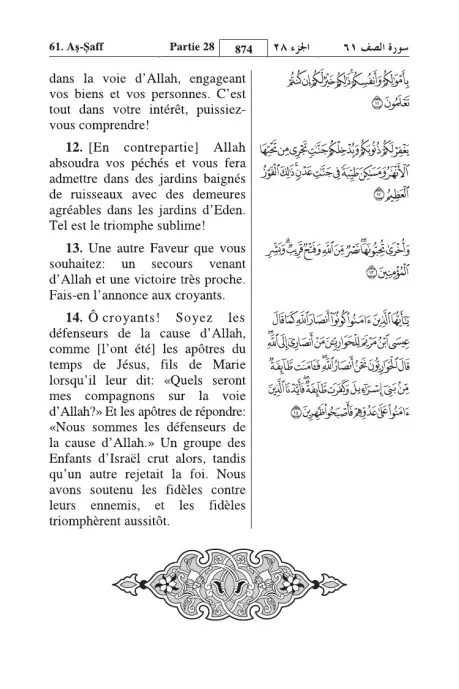 61. Aṣ-Ṣaff Partie 28 874 الجزء ٢٨ سورة الصف ٦١
dans la voie d’Allah, engageant
vos biens et vos personnes. C’est
tout dans votre intérêt, puissiez-
vous comprendre!
12. [En contrepartie] Allah
absoudra vos péchés et vous fera
admettre dans des jardins baignés
de ruisseaux avec des demeures
agréables dans les jardins d’Eden.
Tel est le triomphe sublime!
13. Une autre Faveur que vous
souhaitez: un secours venant
d’Allah et une victoire très proche.
Fais-en l’annonce aux croyants.
14. Ô croyants! Soyez les
défenseurs de la cause d’Allah,
comme [l’ont été] les apôtres du
temps de Jésus, fils de Marie
lorsqu’il leur dit: «Quels seront
mes compagnons sur la voie
d’Allah?» Et les apôtres de répondre:
«Nous sommes les défenseurs de
la cause d’Allah.» Un groupe des
Enfants d’Israël crut alors, tandis
qu’un autre rejetait la foi. Nous
avons soutenu les fidèles contre
leurs ennemis, et les fidèles
triomphèrent aussitôt.
بِأَمْوَالِكُمْ وَأَنفُسِكُمْ ذَٰلِكُمْ خَيْرٌ لَّكُمْ إِن كُنتُمْ
تَعْلَمُونَ ١١
يَغْفِرْ لَكُمْ ذُنُوبَكُمْ وَيُدْخِلْكُمْ جَنَّٰتٍ تَجْرِى مِن تَحْتِهَا
ٱلْأَنْهَٰرُ وَمَسَٰكِنَ طَيِّبَةً فِى جَنَّٰتِ عَدْنٍ ذَٰلِكَ ٱلْفَوْزُ
ٱلْعَظِيمُ ١٢
وَأُخْرَىٰ تُحِبُّونَهَا نَصْرٌ مِّنَ ٱللَّهِ وَفَتْحٌ قَرِيبٌ وَبَشِّرِ
ٱلْمُؤْمِنِينَ ١٣
يَٰٓأَيُّهَا ٱلَّذِينَ ءَامَنُوا۟ كُونُوٓا۟ أَنصَارَ ٱللَّهِ كَمَا قَالَ
عِيسَى ٱبْنُ مَرْيَمَ لِلْحَوَارِيِّـۧنَ مَنْ أَنصَارِىٓ إِلَى ٱللَّهِ
قَالَ ٱلْحَوَارِيُّونَ نَحْنُ أَنصَارُ ٱللَّهِ فَـَٔامَنَت طَّآئِفَةٌ
مِّنۢ بَنِىٓ إِسْرَٰٓءِيلَ وَكَفَرَت طَّآئِفَةٌ فَأَيَّدْنَا ٱلَّذِينَ
ءَامَنُوا۟ عَلَىٰ عَدُوِّهِمْ فَأَصْبَحُوا۟ ظَٰهِرِينَ ١٤